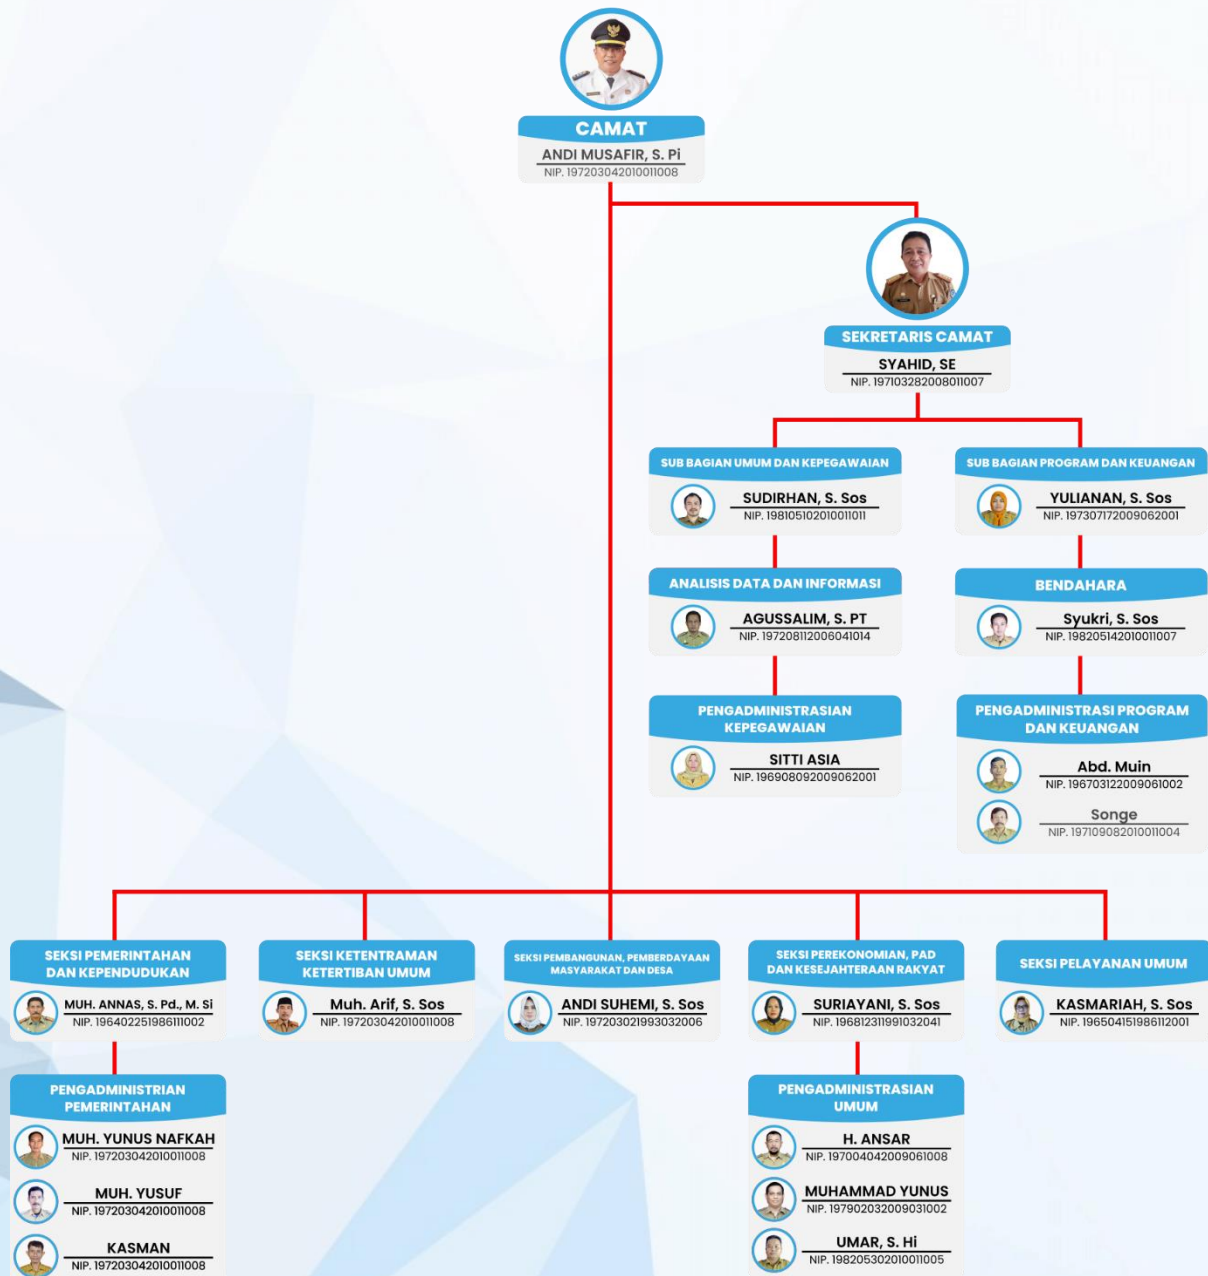 CAMAT
ANDI MUSAFIR, S. Pi
NIP. 197203042010011008
SEKRETARIS CAMAT
SYAHID, SE
NIP. 197103282008011007
SUB BAGIAN UMUM DAN KEPEGAWAIAN
SUDIRHAN, S. Sos
NIP. 198105102010011011
SUB BAGIAN PROGRAM DAN KEUANGAN
YULIANAN, S. Sos
NIP. 197307172009062001
ANALISIS DATA DAN INFORMASI
AGUSSALIM, S. PT
NIP. 197208112006041014
BENDAHARA
Syukri, S. Sos
NIP. 198205142010011007
PENGADMINISTRASIAN
KEPEGAWAIAN
SITTI ASIA
NIP. 196908092009062001
PENGADMINISTRASI PROGRAM
DAN KEUANGAN
Abd. Muin
NIP. 196703122009061002
Songe
NIP. 197109082010011004
SEKSI PEMERINTAHAN
DAN KEPENDUDUKAN
MUH. ANNAS, S. Pd., M. Si
NIP. 196402251986111002
SEKSI KETENTRAMAN
KETERTIBAN UMUM
Muh. Arif, S. Sos
NIP. 197203042010011008
SEKSI PEMBANGUNAN, PEMBERDAYAAN
MASYARAKAT DAN DESA
ANDI SUHEMI, S. Sos
NIP. 197203021993032006
SEKSI PEREKONOMIAN, PAD
DAN KESEJAHTERAAN RAKYAT
SURIAYANI, S. Sos
NIP. 196812311991032041
SEKSI PELAYANAN UMUM
KASMARIAH, S. Sos
NIP. 196504151986112001
PENGADMINISTRIAN
PEMERINTAHAN
MUH. YUNUS NAFKAH
NIP. 197203042010011008
MUH. YUSUF
NIP. 197203042010011008
KASMAN
NIP. 197203042010011008
PENGADMINISTRASIAN
UMUM
H. ANSAR
NIP. 197004042009061008
MUHAMMAD YUNUS
NIP. 197902032009031002
UMAR, S. Hi
NIP. 198205302010011005